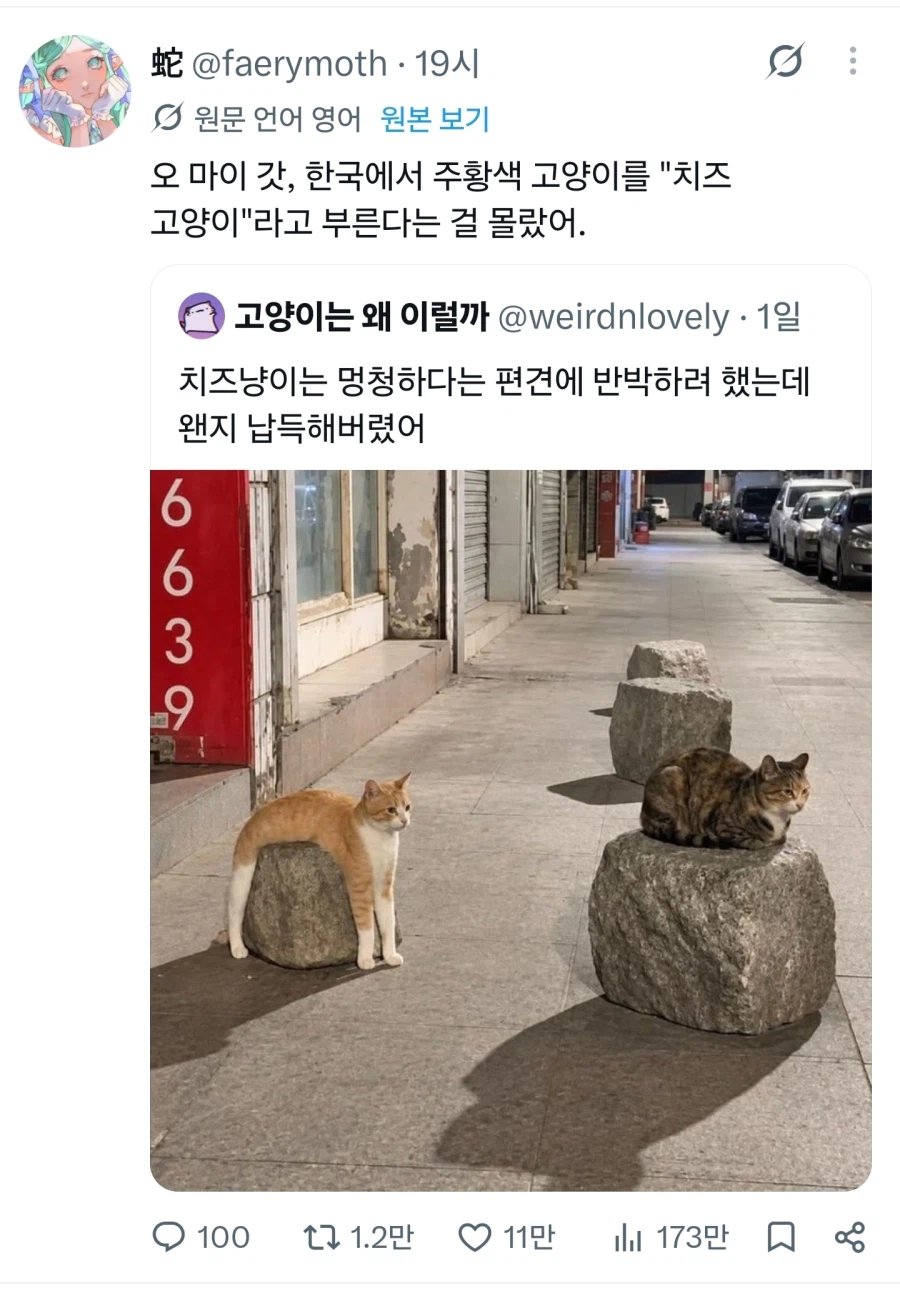 蛇 @faerymoth · 19시
원문 언어 영어 원본 보기
오 마이 갓, 한국에서 주황색 고양이를 "치즈
고양이"라고 부른다는 걸 몰랐어.
고양이는 왜 이럴까 @weirdnlovely · 1일
치즈냥이는 멍청하다는 편견에 반박하려 했는데
왠지 납득해버렸어
6
6
3
9
100 1.2만 11만 173만